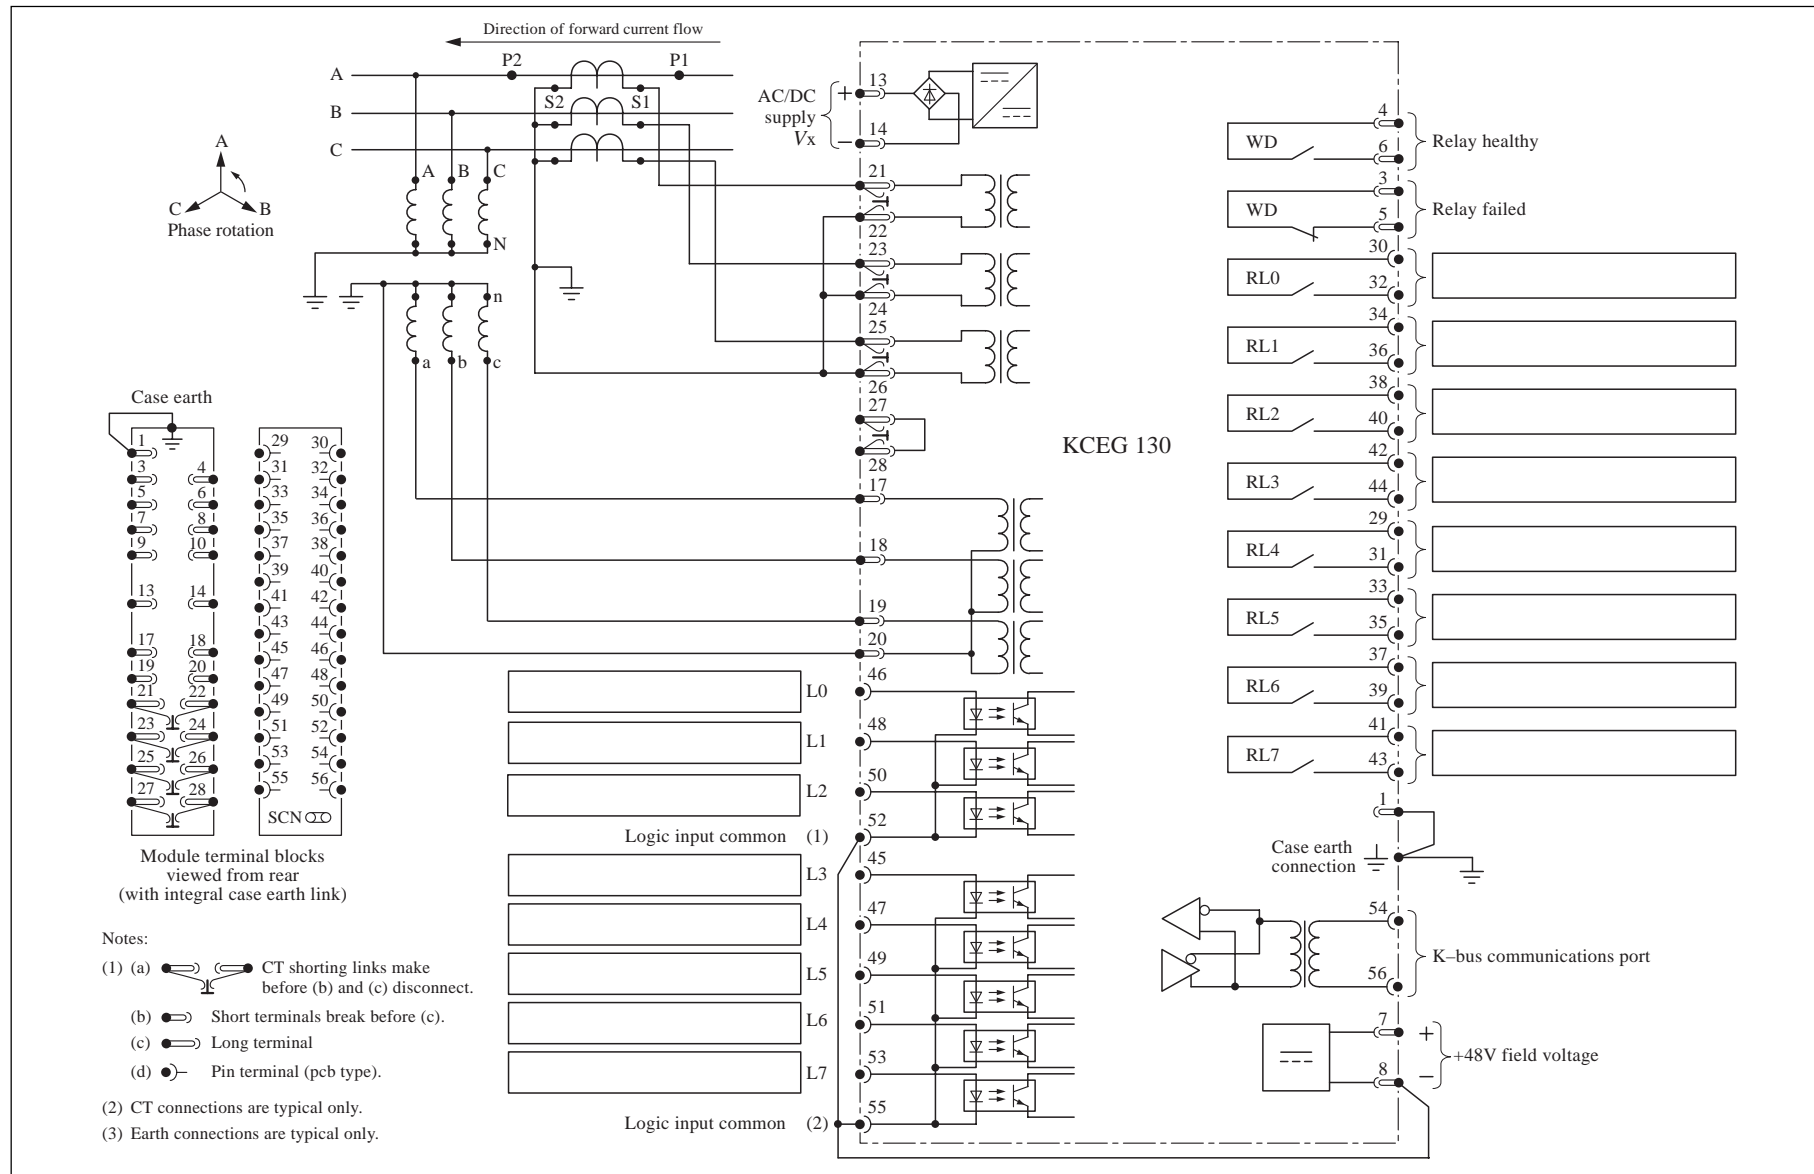 Direction of forward current flow
A
P2
P1
S2
S1
B
C
A
B
C
N
A
C
B
Phase rotation
n
a
b
c
AC/DC
supply
Vx
+
13
−
14
21
22
23
24
25
26
27
28
17
18
19
20
KCEG 130
WD
4
6
Relay healthy
WD
3
5
Relay failed
RL0
30
32
RL1
34
36
RL2
38
40
RL3
42
44
RL4
29
31
RL5
33
35
RL6
37
39
RL7
41
43
1
Case earth
connection
54
56
K–bus communications port
7
+
8
−
+48V field voltage
L0
46
L1
48
L2
50
Logic input common (1)
52
L3
45
L4
47
L5
49
L6
51
L7
53
Logic input common (2)
55
Case earth
1
3 4
5 6
7 8
9 10
13 14
17 18
19 20
21 22
23 24
25 26
27 28
29 30
31 32
33 34
35 36
37 38
39 40
41 42
43 44
45 46
47 48
49 50
51 52
53 54
55 56
SCN
Module terminal blocks
viewed from rear
(with integral case earth link)
Notes:
(1) (a) CT shorting links make
before (b) and (c) disconnect.
(b) Short terminals break before (c).
(c) Long terminal
(d) Pin terminal (pcb type).
(2) CT connections are typical only.
(3) Earth connections are typical only.